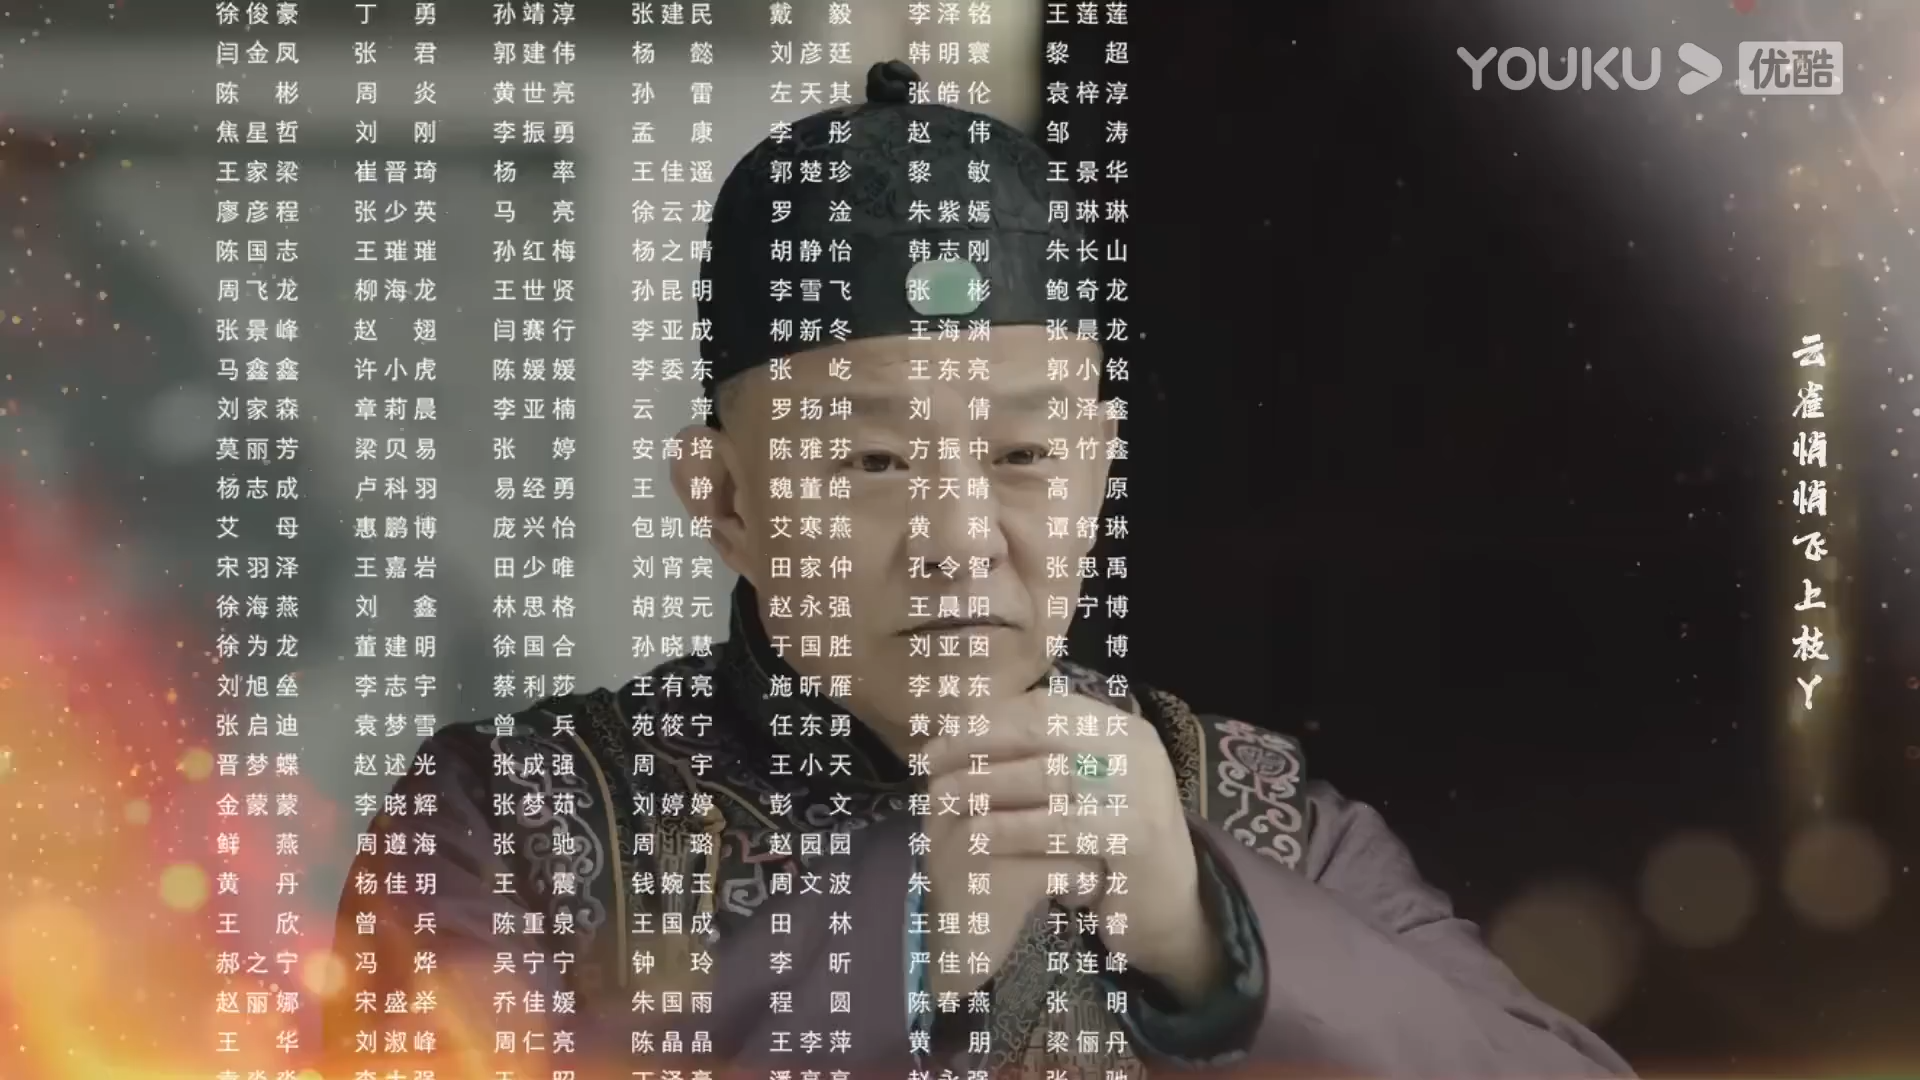 徐俊豪 丁勇 孙靖淳 张建民 戴毅 李泽铭 王莲莲
闫金凤 张君 郭建伟 杨懿 刘彦廷 韩明寰 黎超
陈彬 周炎 黄世亮 孙雷 左天其 张皓伦 袁梓淳
焦星哲 刘刚 李振勇 孟康 李彤 赵伟 邹涛
王家梁 崔晋琦 杨率 王佳遥 郭楚珍 黎敏 王景华
廖彦程 张少英 马亮 徐云龙 罗淦 朱紫嫣 周琳琳
陈国志 王璀璀 孙红梅 杨之晴 胡静怡 韩志刚 朱长山
周飞龙 柳海龙 王世贤 孙昆明 李雪飞 张彬 鲍奇龙
张景峰 赵翅 闫赛行 李亚成 柳新冬 王海渊 张晨龙
马鑫鑫 许小虎 陈媛媛 李委东 张屹 王东亮 郭小铭
刘家森 章莉晨 李亚楠 云萍 罗扬坤 刘倩 刘泽鑫
莫丽芳 梁贝易 张婷 安高培 陈雅芬 方振中 冯竹鑫
杨志成 卢科羽 易经勇 王静 魏董皓 齐天晴 高原
艾母 惠鹏博 庞兴怡 包凯皓 艾寒燕 黄科 谭舒琳
宋羽泽 王嘉岩 田少唯 刘宵宾 田家仲 孔令智 张思禹
徐海燕 刘鑫 林思格 胡贺元 赵永强 王晨阳 闫宁博
徐为龙 董建明 徐国合 孙晓慧 于国胜 刘亚囡 陈博
刘旭垒 李志宇 蔡利莎 王有亮 施昕雁 李冀东 周岱
张启迪 袁梦雪 曾兵 苑筱宁 任东勇 黄海珍 宋建庆
晋梦蝶 赵述光 张成强 周宇 王小天 张正 姚治勇
金蒙蒙 李晓辉 张梦茹 刘婷婷 彭文 程文博 周治平
鲜燕 周遵海 张驰 周璐 赵园园 徐发 王婉君
黄丹 杨佳玥 王震 钱婉玉 周文波 朱颖 廉梦龙
王欣 曾兵 陈重泉 王国成 田林 王理想 于诗睿
郝之宁 冯烨 吴宁宁 钟玲 李昕 严佳怡 邱连峰
赵丽娜 宋盛举 乔佳媛 朱国雨 程圆 陈春燕 张明
王华 刘淑峰 周仁亮 陈晶晶 王李萍 黄朋 梁俪丹
YOUKU 优酷
云雀悄悄飞上枝丫